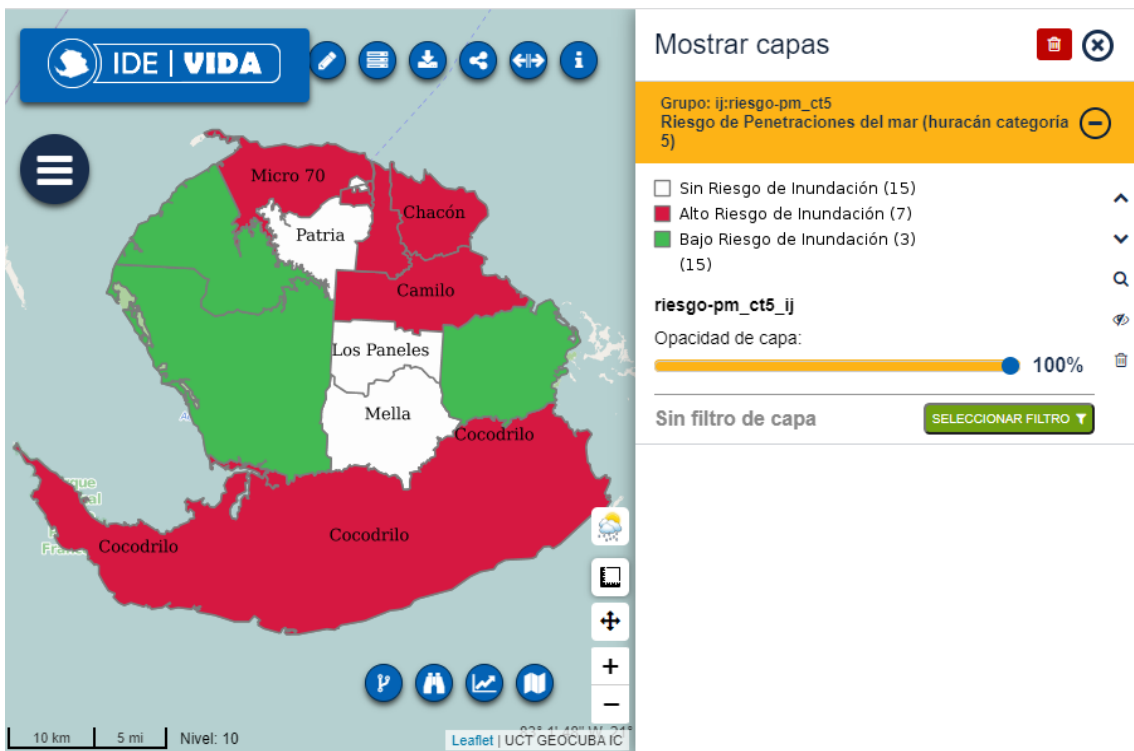 IDE | VIDA
Micro 70
Chacón
Patria
Camilo
Los Paneles
Mella
Cocodrilo
Cocodrilo
Cocodrilo
10 km
5 mi
Nivel: 10
Leaflet | UCT GEOCUBA IC
Mostrar capas
Grupo: ij:riesgo-pm_ct5
Riesgo de Penetraciones del mar (huracán categoría
5)
Sin Riesgo de Inundación (15)
Alto Riesgo de Inundación (7)
Bajo Riesgo de Inundación (3)
(15)
riesgo-pm_ct5_ij
Opacidad de capa:
100%
Sin filtro de capa
SELECCIONAR FILTRO